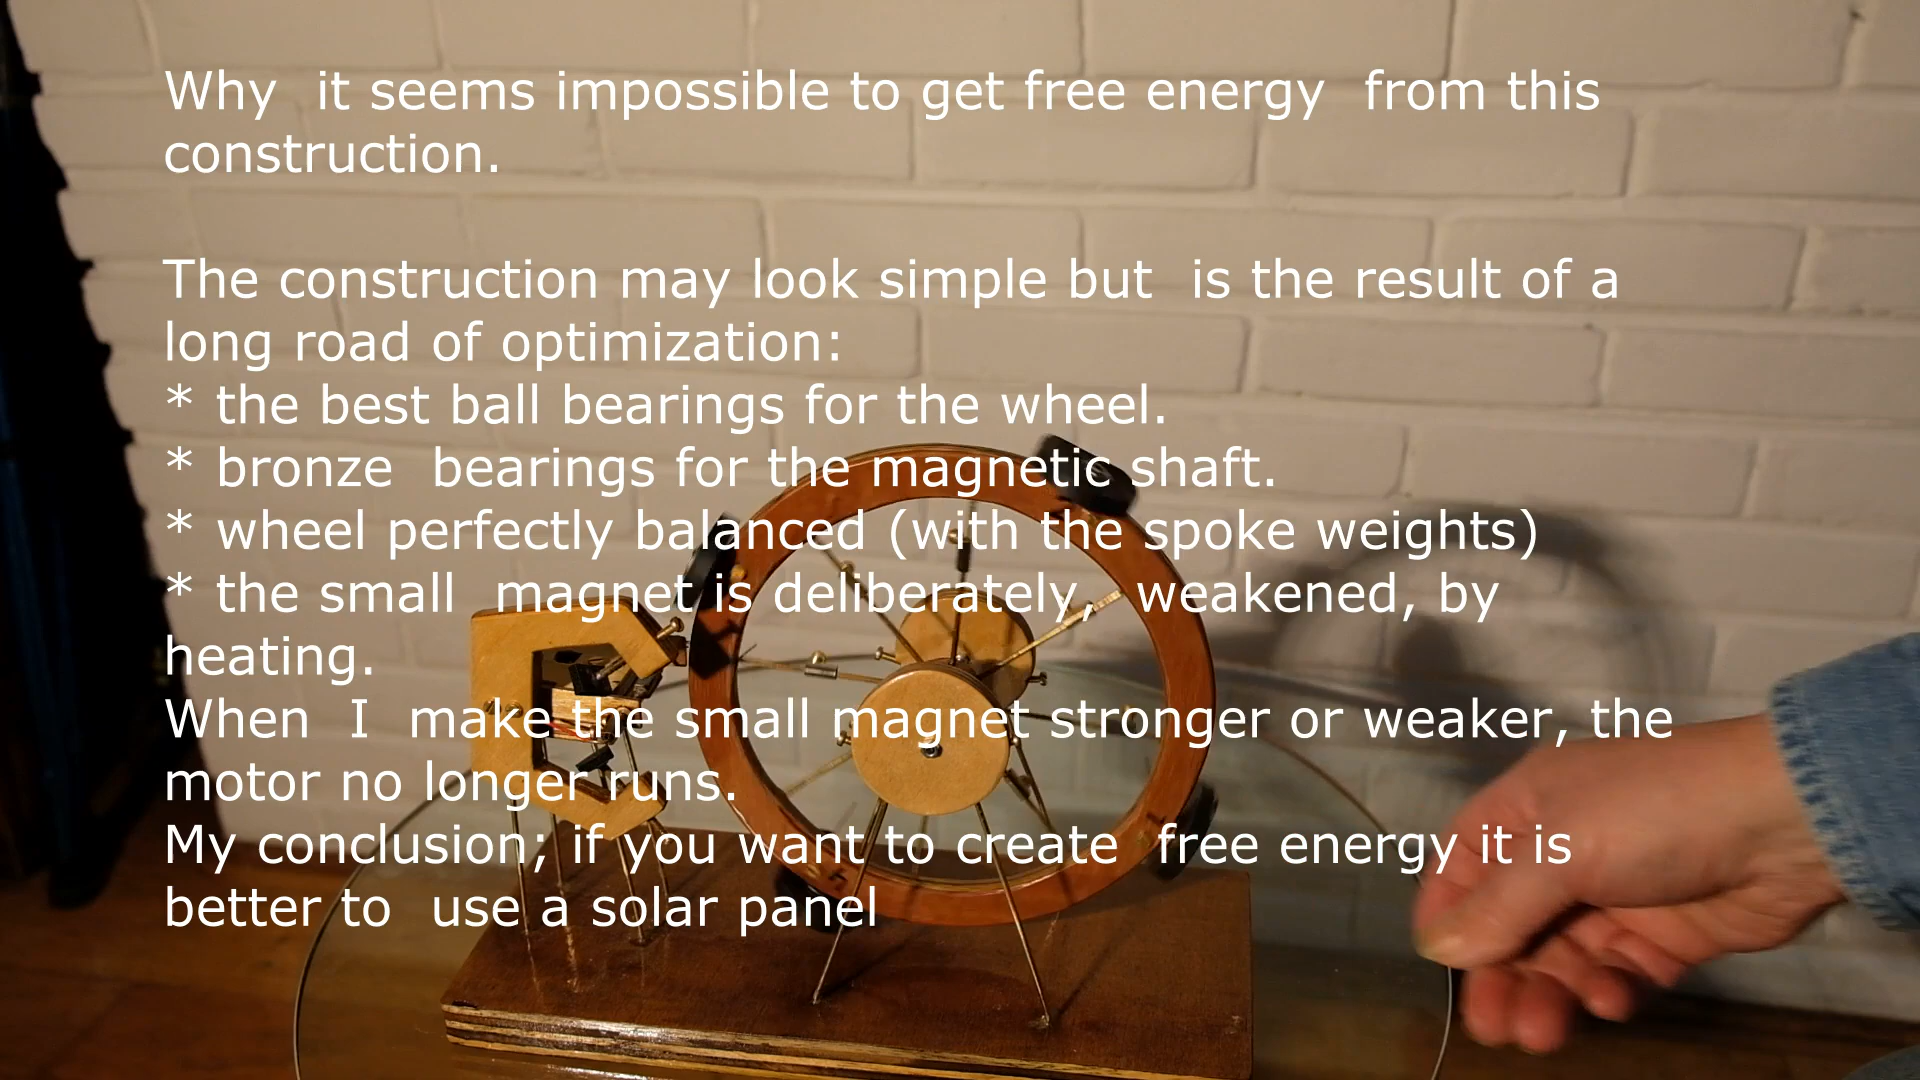 Why it seems impossible to get free energy from this
construction.
The construction may look simple but is the result of a
long road of optimization:
* the best ball bearings for the wheel.
* bronze bearings for the magnetic shaft.
* wheel perfectly balanced (with the spoke weights)
* the small magnet is deliberately, weakened, by
heating.
When I make the small magnet stronger or weaker, the
motor no longer runs.
My conclusion; if you want to create free energy it is
better to use a solar panel